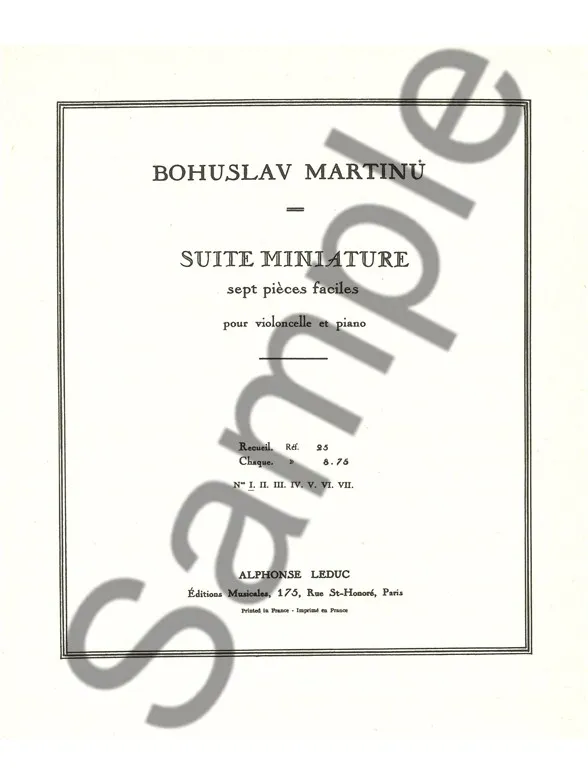 BOHUSLAV MARTINŮ
SUITE MINIATURE
sept pièces faciles
pour violoncelle et piano
Recueil. Réf. 25
Chaque. » 8.75
Nos I. II. III. IV. V. VI. VII.
ALPHONSE LEDUC
Éditions Musicales, 175, Rue St-Honoré, Paris
Printed in France - Imprimé en France
Sample